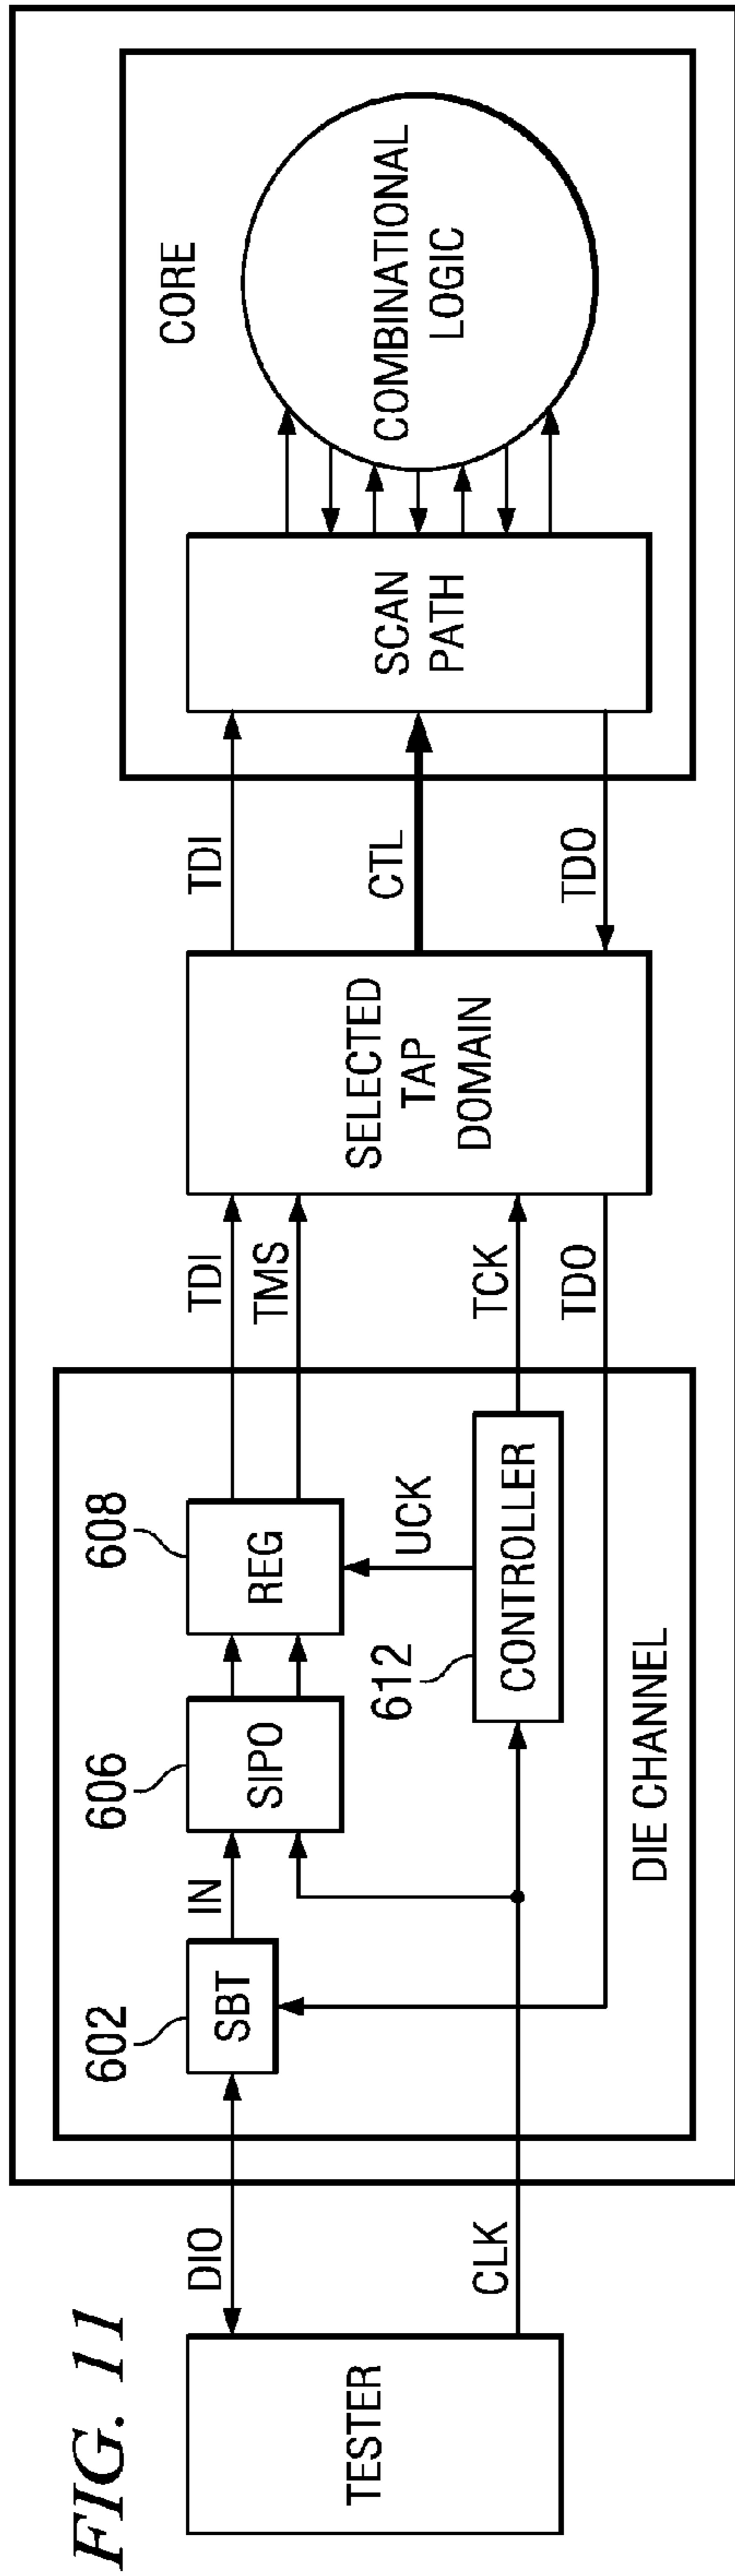 FIG. 11
TESTER
DIO
CLK
602
SBT
IN
606
SIPO
608
REG
UCK
612
CONTROLLER
DIE CHANNEL
TDI
TMS
TCK
TDO
SELECTED
TAP
DOMAIN
TDI
CTL
TDO
CORE
SCAN
PATH
COMBINATIONAL
LOGIC